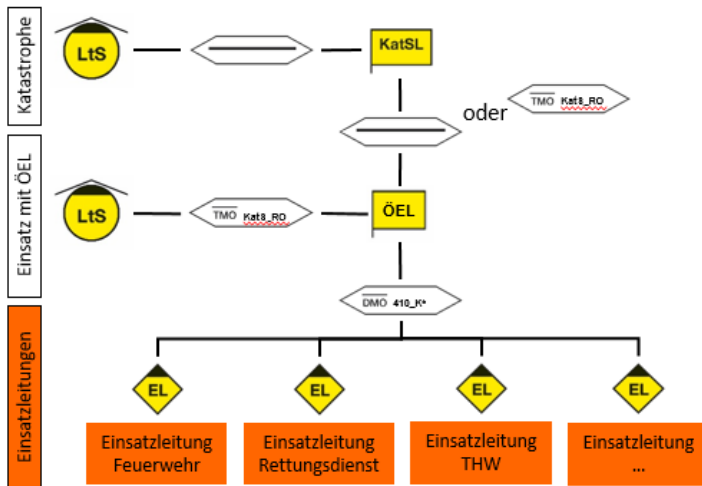 Katastrophe
LtS
KatSL
oder
TMO Kat8_RO
Einsatz mit ÖEL
LtS
TMO Kat8_RO
ÖEL
DMO 410_K*
Einsatzleitungen
EL
EL
EL
EL
Einsatzleitung
Feuerwehr
Einsatzleitung
Rettungsdienst
Einsatzleitung
THW
Einsatzleitung
...